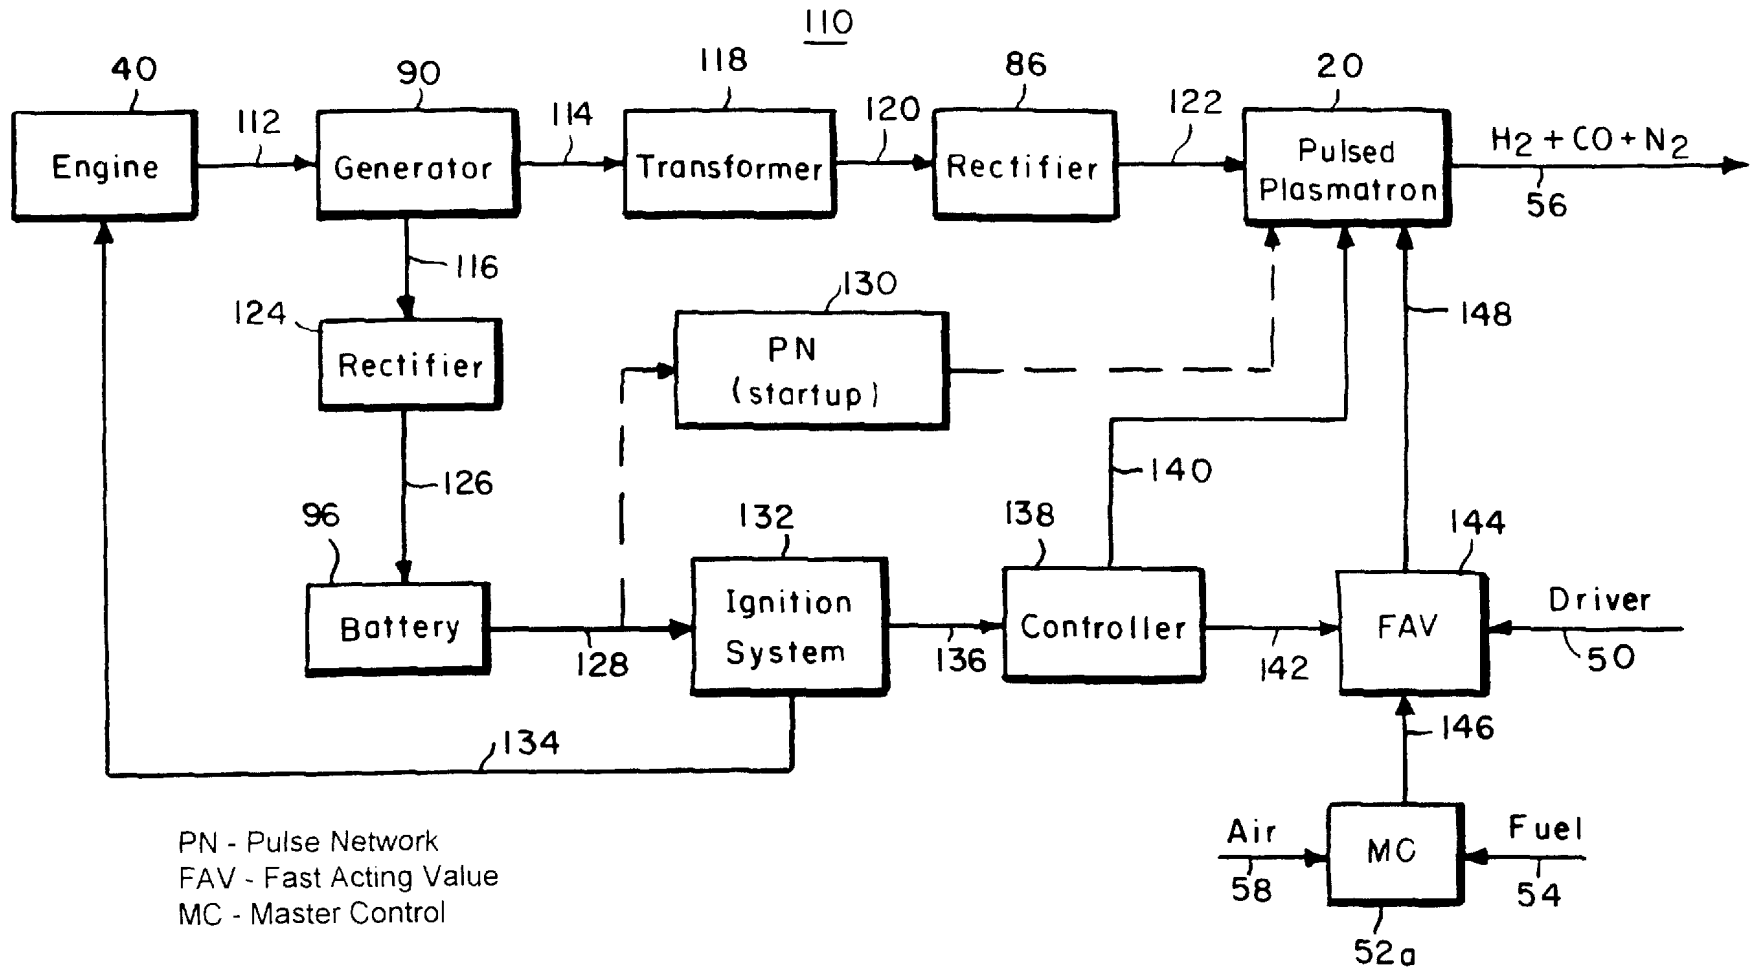 110
40
90
118
86
20
112
114
120
122
Engine
Generator
Transformer
Rectifier
Pulsed
Plasmatron
H2 + CO + N2
56
116
124
Rectifier
130
PN
(startup)
148
126
140
96
132
138
144
Battery
128
Ignition
System
136
Controller
142
FAV
Driver
50
134
146
Air
58
MC
Fuel
54
52a
PN - Pulse Network
FAV - Fast Acting Value
MC - Master Control